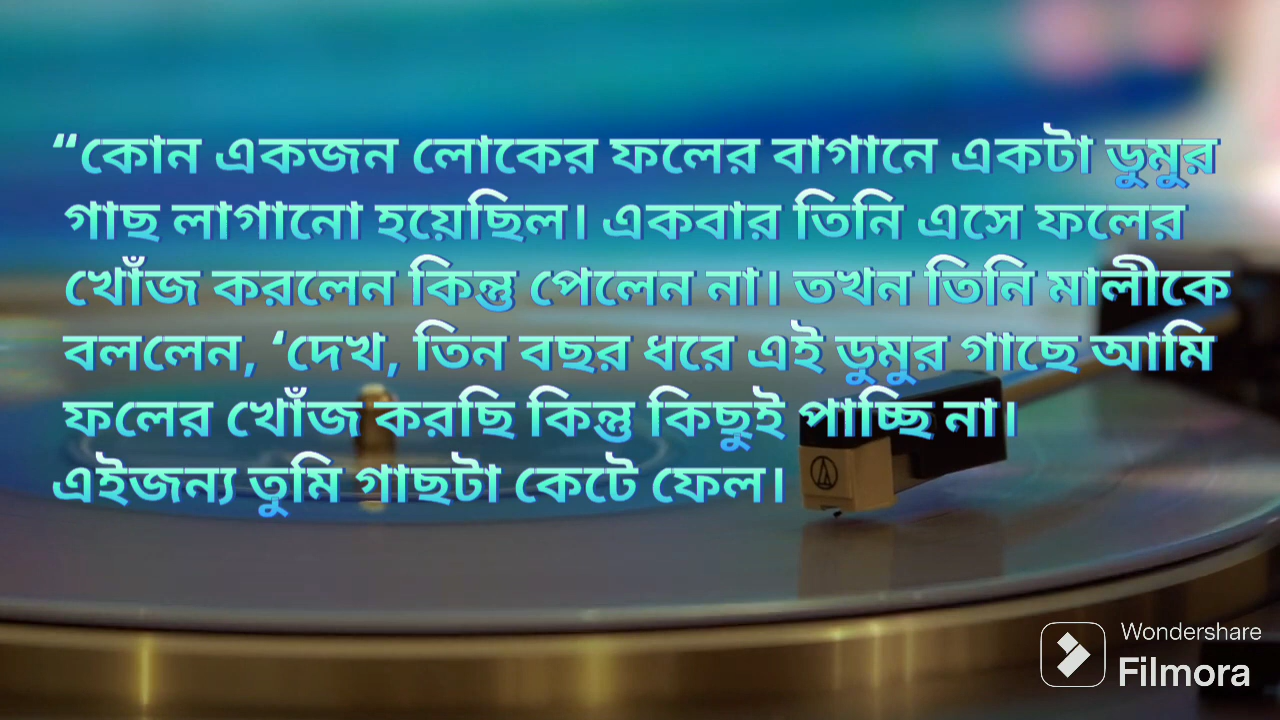 “কোন একজন লোকের ফলের বাগানে একটা ডুমুর
গাছ লাগানো হয়েছিল। একবার তিনি এসে ফলের
খোঁজ করলেন কিন্তু পেলেন না। তখন তিনি মালীকে
বললেন, ‘দেখ, তিন বছর ধরে এই ডুমুর গাছে আমি
ফলের খোঁজ করছি কিন্তু কিছুই পাচ্ছি না।
এইজন্য তুমি গাছটা কেটে ফেল।
Wondershare
Filmora